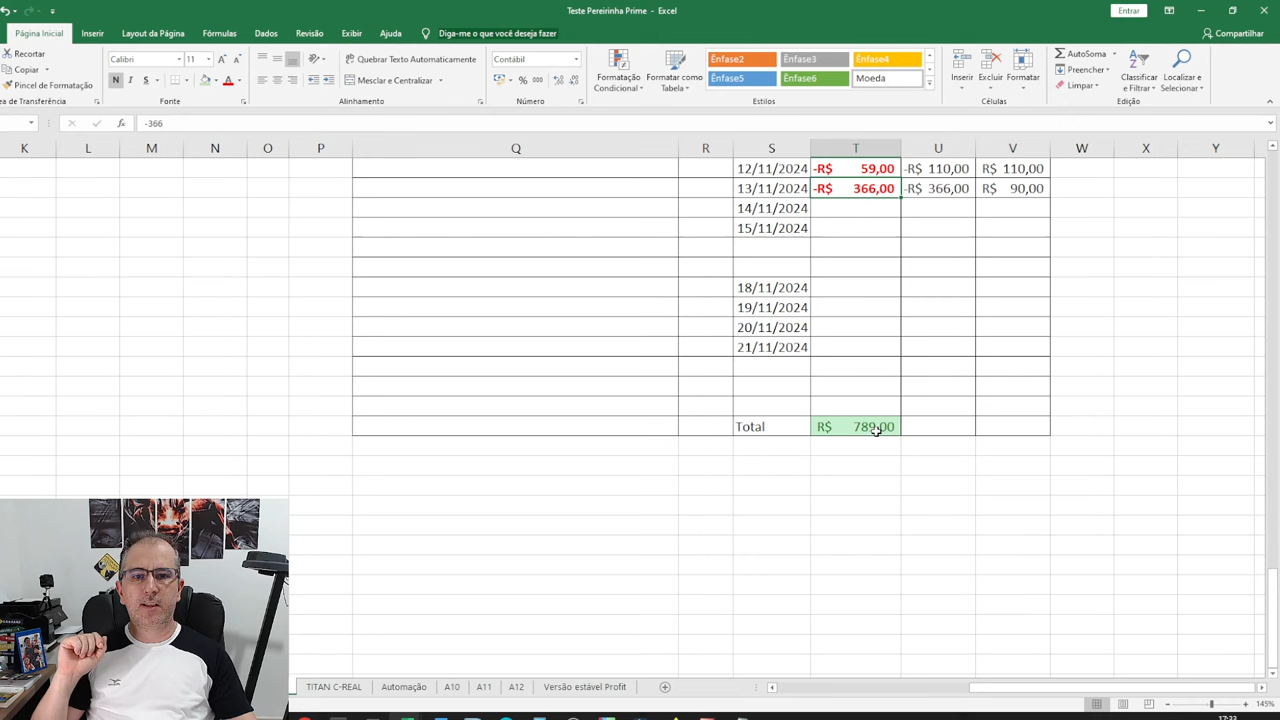 Teste Pereirinha Prime - Excel
Entrar
Página Inicial Inserir Layout da Página Fórmulas Dados Revisão Exibir Ajuda Diga-me o que você deseja fazer Compartilhar
Recortar
Copiar
Pincel de Formatação
a de Transferência
Calibri 11
N I S
Fonte
Quebrar Texto Automaticamente
Mesclar e Centralizar
Alinhamento
Contábil
% 000
Número
Formatação Condicional
Formatar como Tabela
Ênfase2 Ênfase3 Ênfase4
Ênfase5 Ênfase6 Moeda
Estilos
Inserir Excluir Formatar
Células
AutoSoma
Preencher
Limpar
Classificar e Filtrar
Localizar e Selecionar
Edição
fx -366
K L M N O P Q R S T U V W X Y
12/11/2024 -R$ 59,00 -R$ 110,00 R$ 110,00
13/11/2024 -R$ 366,00 -R$ 366,00 R$ 90,00
14/11/2024
15/11/2024
18/11/2024
19/11/2024
20/11/2024
21/11/2024
Total R$ 789,00
TITAN C-REAL Automação A10 A11 A12 Versão estável Profit
145%